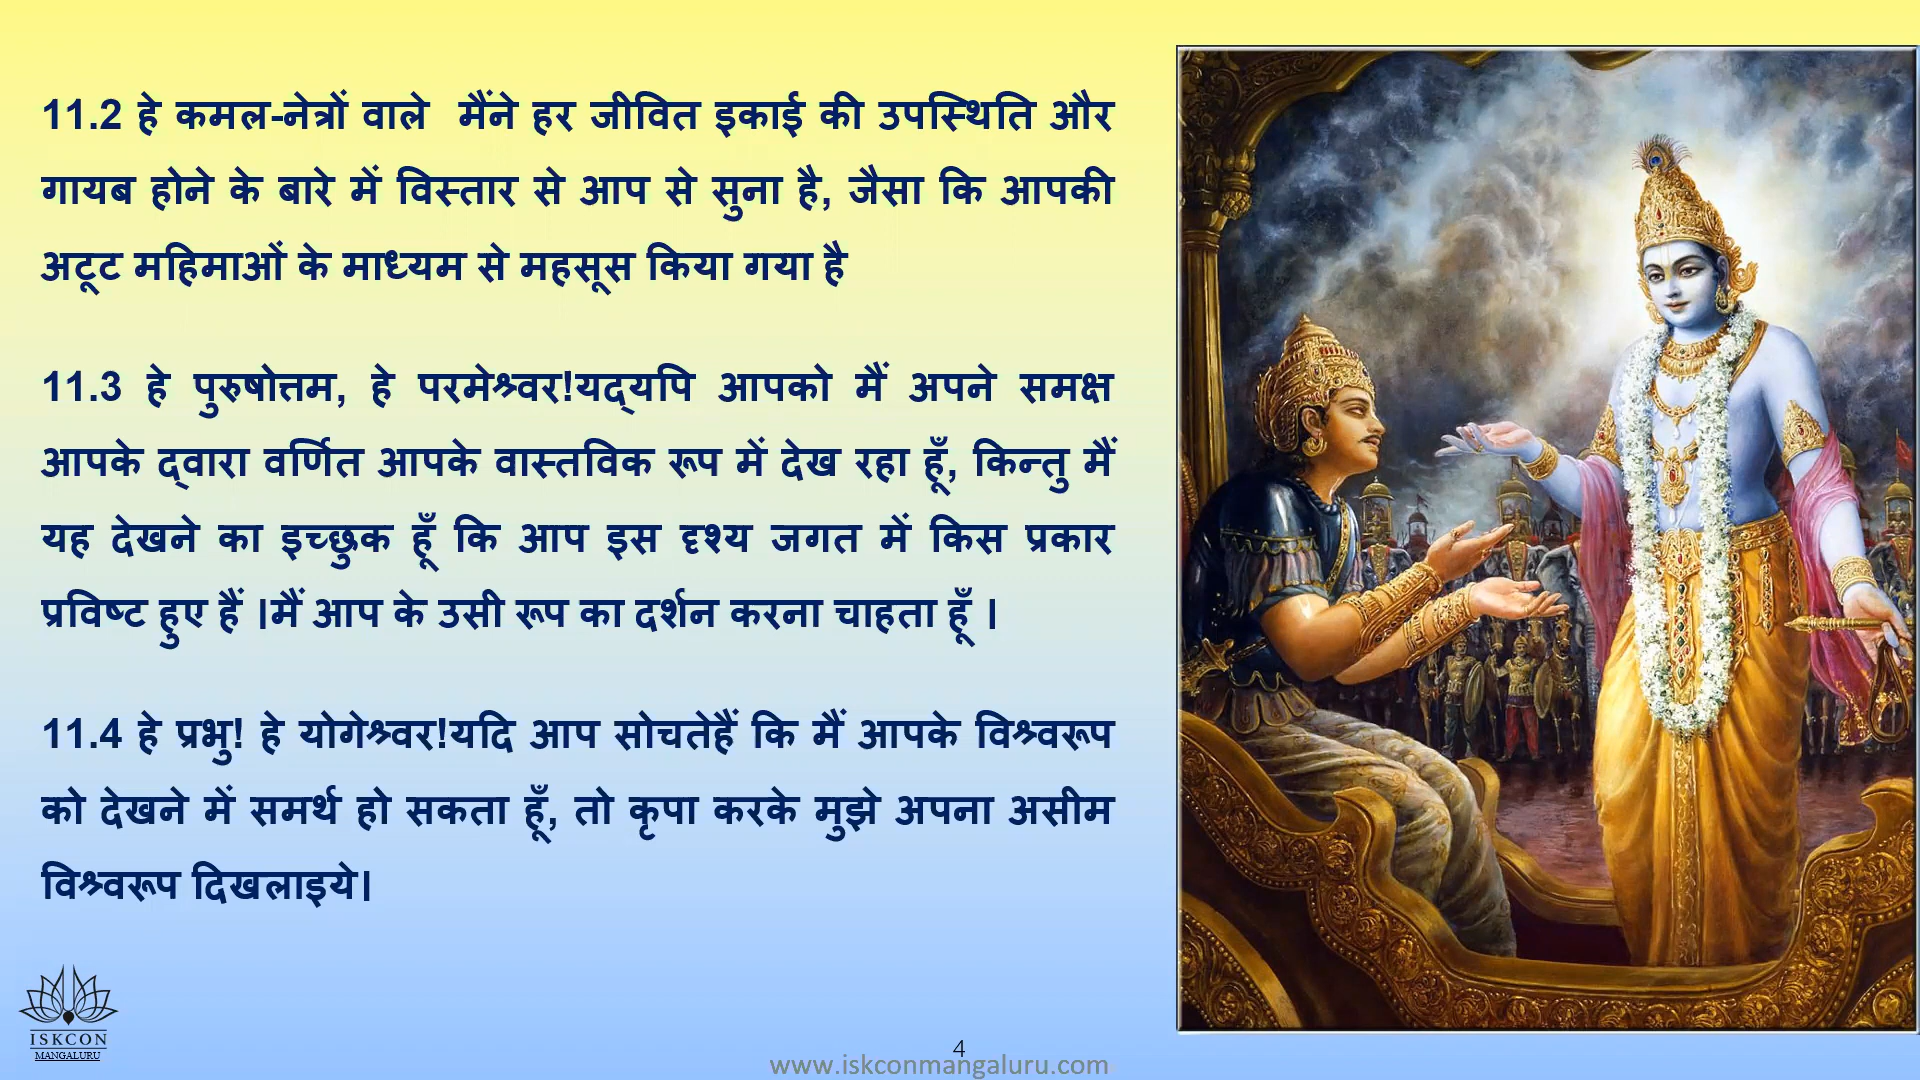 11.2 हे कमल-नेत्रों वाले  मैंने हर जीवित इकाई की उपस्थिति और
गायब होने के बारे में विस्तार से आप से सुना है, जैसा कि आपकी
अटूट महिमाओं के माध्यम से महसूस किया गया है
11.3 हे पुरुषोत्तम, हे परमेश्र्वर!यद्यपि आपको मैं अपने समक्ष
आपके द्वारा वर्णित आपके वास्तविक रूप में देख रहा हूँ, किन्तु मैं
यह देखने का इच्छुक हूँ कि आप इस दृश्य जगत में किस प्रकार
प्रविष्ट हुए हैं ।मैं आप के उसी रूप का दर्शन करना चाहता हूँ ।
11.4 हे प्रभु! हे योगेश्र्वर!यदि आप सोचतेहैं कि मैं आपके विश्र्वरूप
को देखने में समर्थ हो सकता हूँ, तो कृपा करके मुझे अपना असीम
विश्र्वरूप दिखलाइये।
ISKCON
MANGALURU
4
www.iskconmangaluru.com